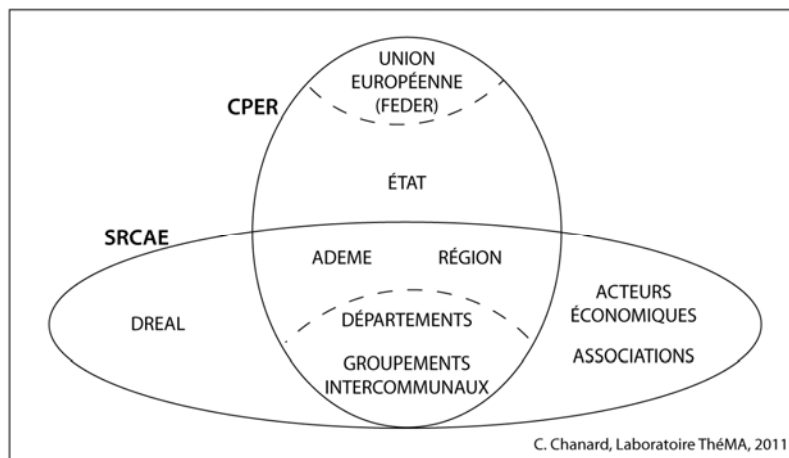 UNION
EUROPÉENNE
(FEDER)
CPER
ÉTAT
SRCAE
ADEME
RÉGION
ACTEURS
ÉCONOMIQUES
DREAL
DÉPARTEMENTS
ASSOCIATIONS
GROUPEMENTS
INTERCOMMUNAUX
C. Chanard, Laboratoire ThéMA, 2011